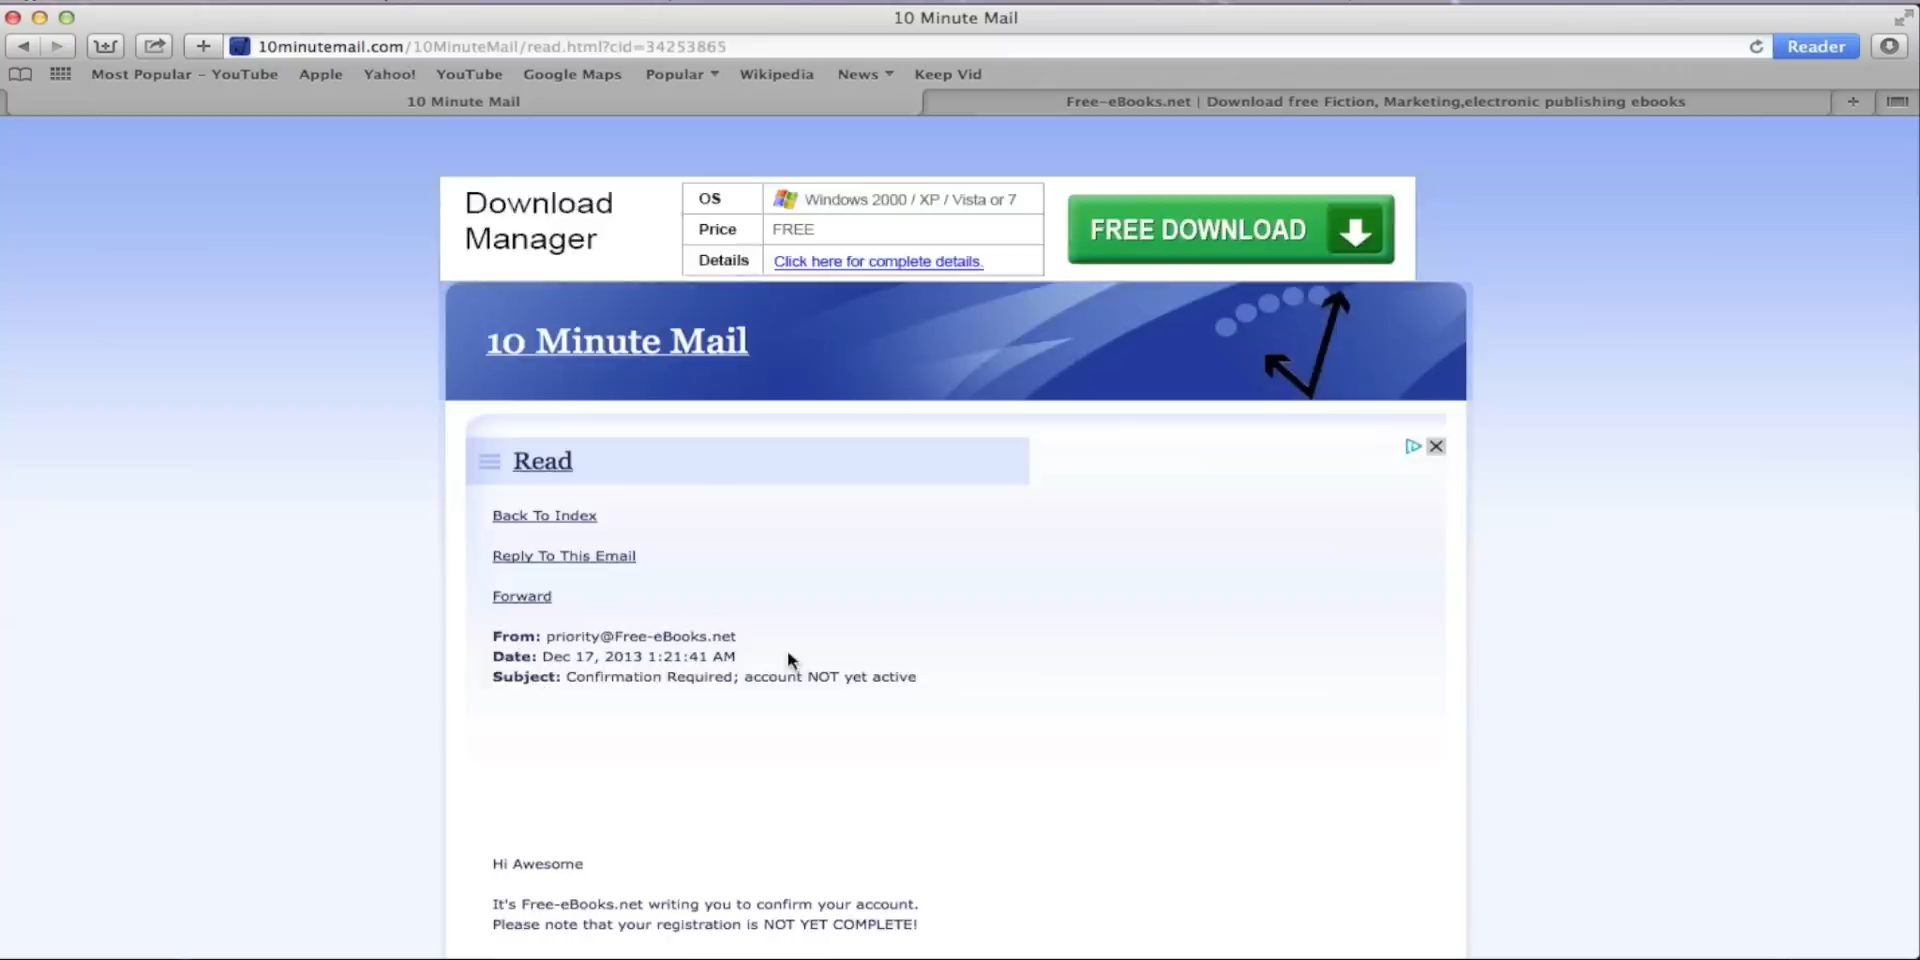 10 Minute Mail
10minutemail.com/10MinuteMail/read.html?cid=34253865
Reader
Most Popular - YouTube Apple Yahoo! YouTube Google Maps Popular Wikipedia News Keep Vid
10 Minute Mail
Free-eBooks.net | Download free Fiction, Marketing,electronic publishing ebooks
Download
Manager
OS Windows 2000 / XP / Vista or 7
Price FREE
Details Click here for complete details.
FREE DOWNLOAD
10 Minute Mail
Read
Back To Index
Reply To This Email
Forward
From: priority@Free-eBooks.net
Date: Dec 17, 2013 1:21:41 AM
Subject: Confirmation Required; account NOT yet active
Hi Awesome
It's Free-eBooks.net writing you to confirm your account.
Please note that your registration is NOT YET COMPLETE!